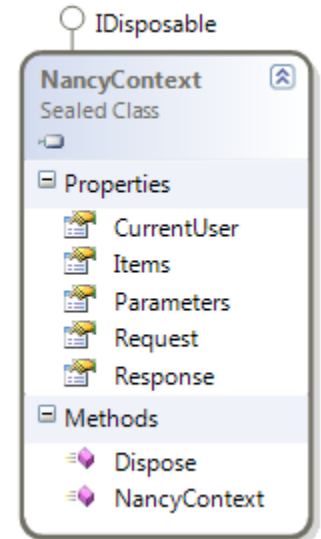 IDisposable
NancyContext
Sealed Class
Properties
CurrentUser
Items
Parameters
Request
Response
Methods
Dispose
NancyContext